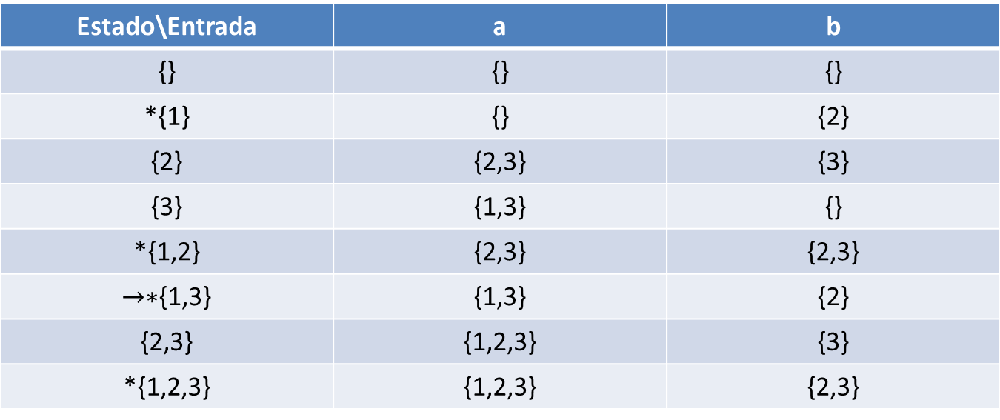 Estado\Entrada a b
{} {} {}
*{1} {} {2}
{2} {2,3} {3}
{3} {1,3} {}
*{1,2} {2,3} {2,3}
→∗{1,3} {1,3} {2}
{2,3} {1,2,3} {3}
*{1,2,3} {1,2,3} {2,3}